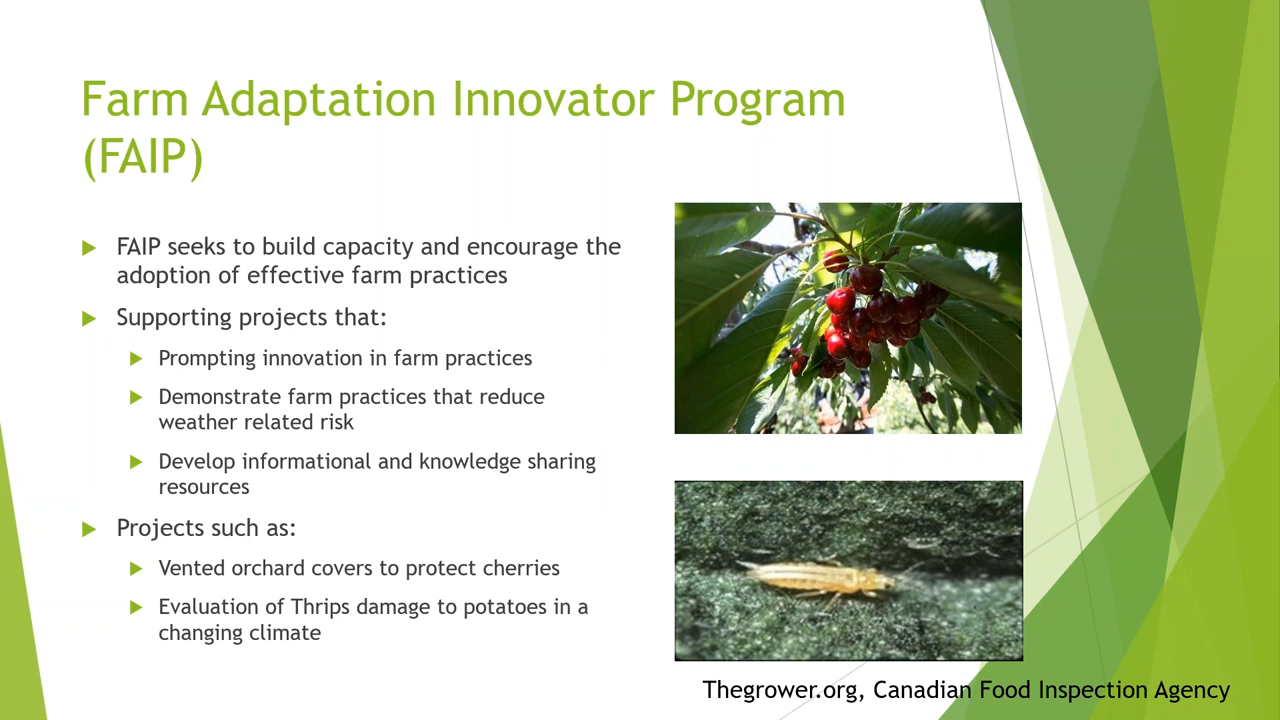 Farm Adaptation Innovator Program
(FAIP)
FAIP seeks to build capacity and encourage the
adoption of effective farm practices
Supporting projects that:
Prompting innovation in farm practices
Demonstrate farm practices that reduce
weather related risk
Develop informational and knowledge sharing
resources
Projects such as:
Vented orchard covers to protect cherries
Evaluation of Thrips damage to potatoes in a
changing climate
Thegrower.org, Canadian Food Inspection Agency